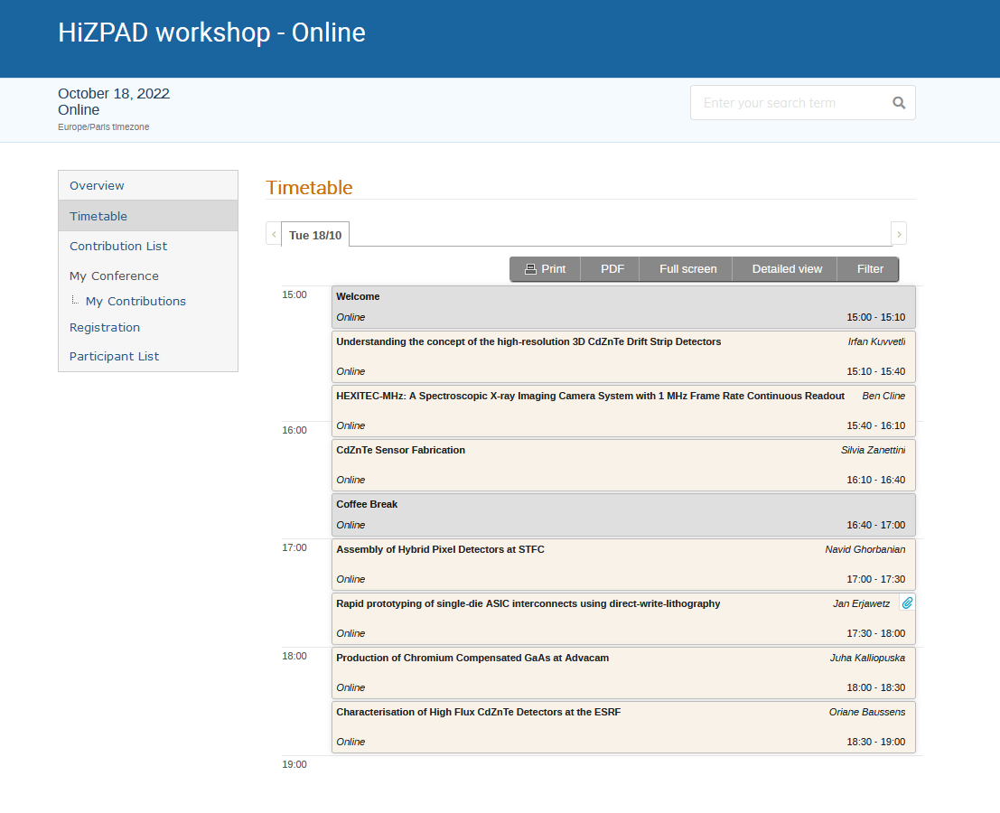 HiZPAD workshop - Online
October 18, 2022
Online
Europe/Paris timezone
Enter your search term
Overview
Timetable
Contribution List
My Conference
My Contributions
Registration
Participant List
Timetable
Tue 18/10
Print PDF Full screen Detailed view Filter
15:00
Welcome
Online 15:00 - 15:10
Understanding the concept of the high-resolution 3D CdZnTe Drift Strip Detectors Irfan Kuvvetli
Online 15:10 - 15:40
HEXITEC-MHz: A Spectroscopic X-ray Imaging Camera System with 1 MHz Frame Rate Continuous Readout Ben Cline
Online 15:40 - 16:10
16:00
CdZnTe Sensor Fabrication Silvia Zanettini
Online 16:10 - 16:40
Coffee Break
Online 16:40 - 17:00
17:00
Assembly of Hybrid Pixel Detectors at STFC Navid Ghorbanian
Online 17:00 - 17:30
Rapid prototyping of single-die ASIC interconnects using direct-write-lithography Jan Erjawetz
Online 17:30 - 18:00
18:00
Production of Chromium Compensated GaAs at Advacam Juha Kalliopuska
Online 18:00 - 18:30
Characterisation of High Flux CdZnTe Detectors at the ESRF Oriane Baussens
Online 18:30 - 19:00
19:00